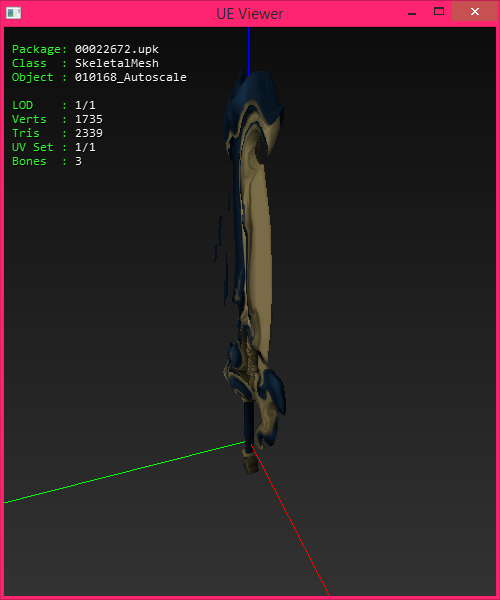 UE Viewer
Package: 00022672.upk
Class : SkeletalMesh
Object : 010168_Autoscale
LOD : 1/1
Verts : 1735
Tris : 2339
UV Set : 1/1
Bones : 3